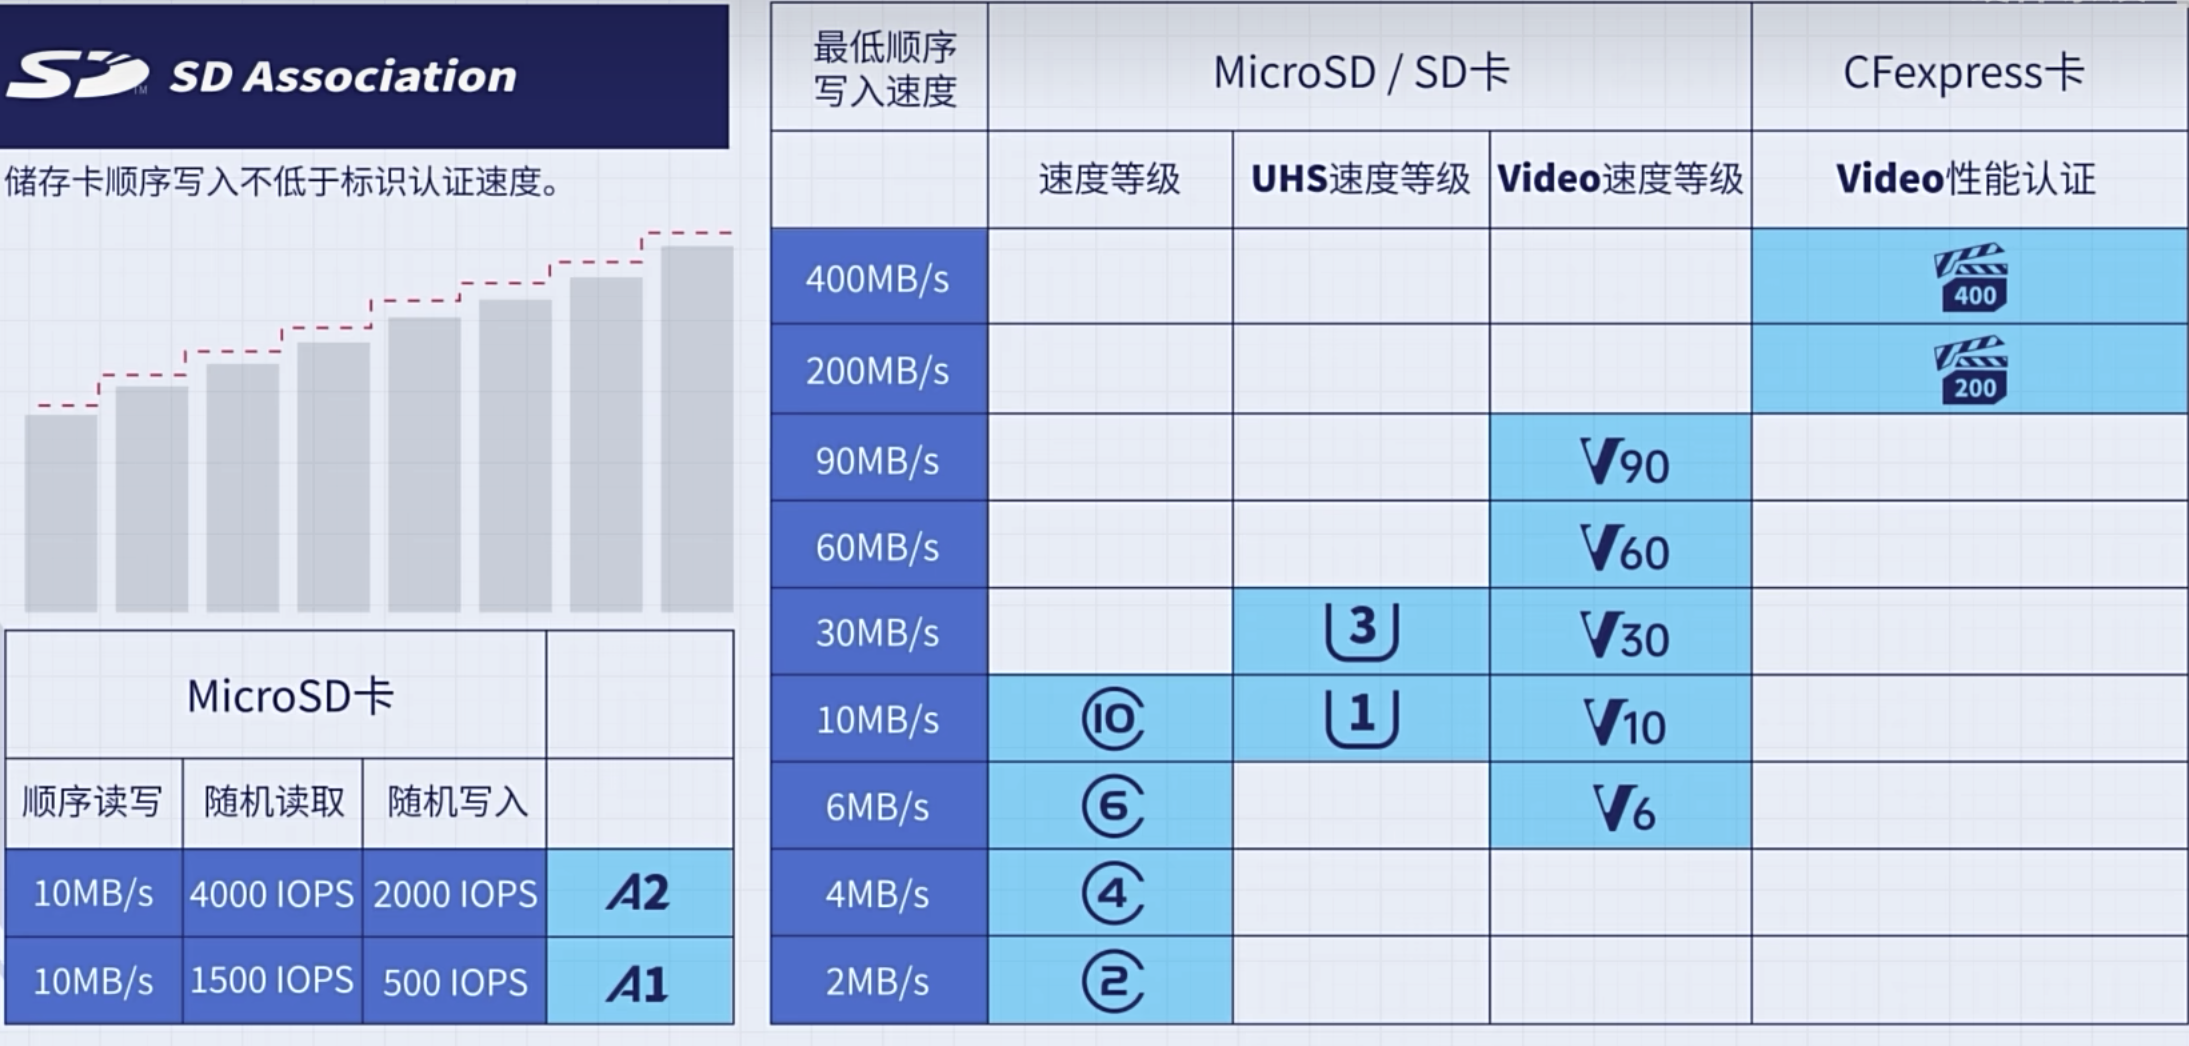 SD Association
储存卡顺序写入不低于标识认证速度。
MicroSD卡
顺序读写 随机读取 随机写入
10MB/s 4000 IOPS 2000 IOPS A2
10MB/s 1500 IOPS 500 IOPS A1
最低顺序
写入速度
MicroSD / SD卡 CFexpress卡
速度等级 UHS速度等级 Video速度等级 Video性能认证
400MB/s 400
200MB/s 200
90MB/s V90
60MB/s V60
30MB/s 3 V30
10MB/s 10 1 V10
6MB/s 6 V6
4MB/s 4
2MB/s 2